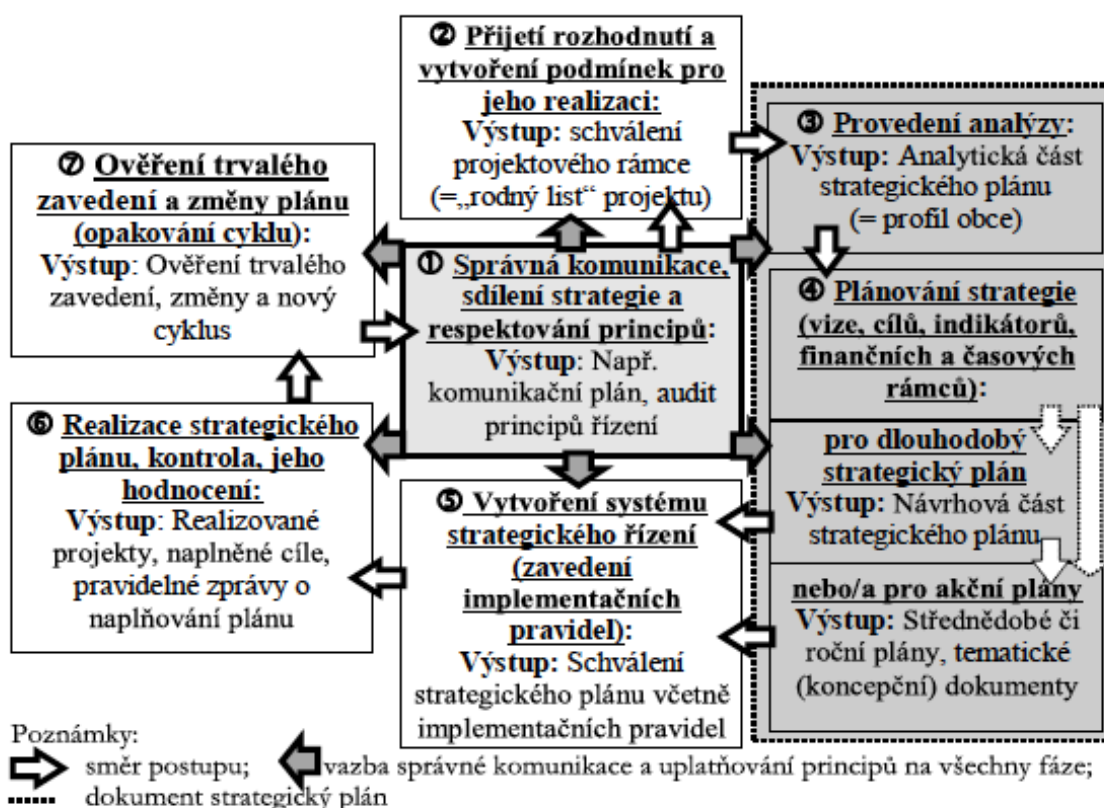 ② Přijetí rozhodnutí a
vytvoření podmínek pro
jeho realizaci:
Výstup: schválení
projektového rámce
(=„rodný list“ projektu)
③ Provedení analýzy:
Výstup: Analytická část
strategického plánu
(= profil obce)
⑦ Ověření trvalého
zavedení a změny plánu
(opakování cyklu):
Výstup: Ověření trvalého
zavedení, změny a nový
cyklus
① Správná komunikace,
sdílení strategie a
respektování principů:
Výstup: Např.
komunikační plán, audit
principů řízení
④ Plánování strategie
(vize, cílů, indikátorů,
finančních a časových
rámců):
pro dlouhodobý
strategický plán
Výstup: Návrhová část
strategického plánu
nebo/a pro akční plány
Výstup: Střednědobé či
roční plány, tematické
(koncepční) dokumenty
⑥ Realizace strategického
plánu, kontrola, jeho
hodnocení:
Výstup: Realizované
projekty, naplněné cíle,
pravidelné zprávy o
naplňování plánu
⑤ Vytvoření systému
strategického řízení
(zavedení
implementačních
pravidel):
Výstup: Schválení
strategického plánu včetně
implementačních pravidel
Poznámky:
směr postupu; vazba správné komunikace a uplatňování principů na všechny fáze;
dokument strategický plán